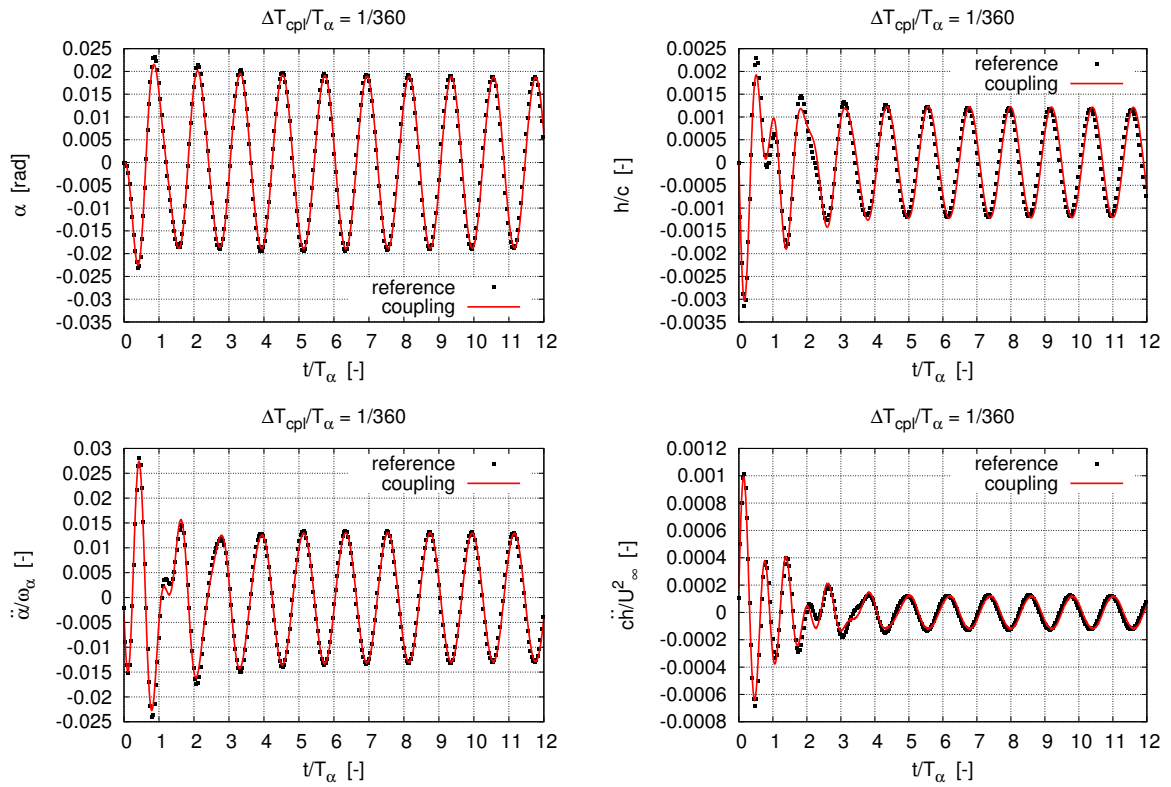 ΔT_cpl/T_α = 1/360
0.025
0.02
0.015
0.01
0.005
0
-0.005
-0.01
-0.015
-0.02
-0.025
-0.03
-0.035
α [rad]
reference
coupling
0 1 2 3 4 5 6 7 8 9 10 11 12
t/T_α [-]
ΔT_cpl/T_α = 1/360
0.0025
0.002
0.0015
0.001
0.0005
0
-0.0005
-0.001
-0.0015
-0.002
-0.0025
-0.003
-0.0035
h/c [-]
reference
coupling
0 1 2 3 4 5 6 7 8 9 10 11 12
t/T_α [-]
ΔT_cpl/T_α = 1/360
0.03
0.025
0.02
0.015
0.01
0.005
0
-0.005
-0.01
-0.015
-0.02
-0.025
α̈/ω_α [-]
reference
coupling
0 1 2 3 4 5 6 7 8 9 10 11 12
t/T_α [-]
ΔT_cpl/T_α = 1/360
0.0012
0.001
0.0008
0.0006
0.0004
0.0002
0
-0.0002
-0.0004
-0.0006
-0.0008
cḧ/U²_∞ [-]
reference
coupling
0 1 2 3 4 5 6 7 8 9 10 11 12
t/T_α [-]